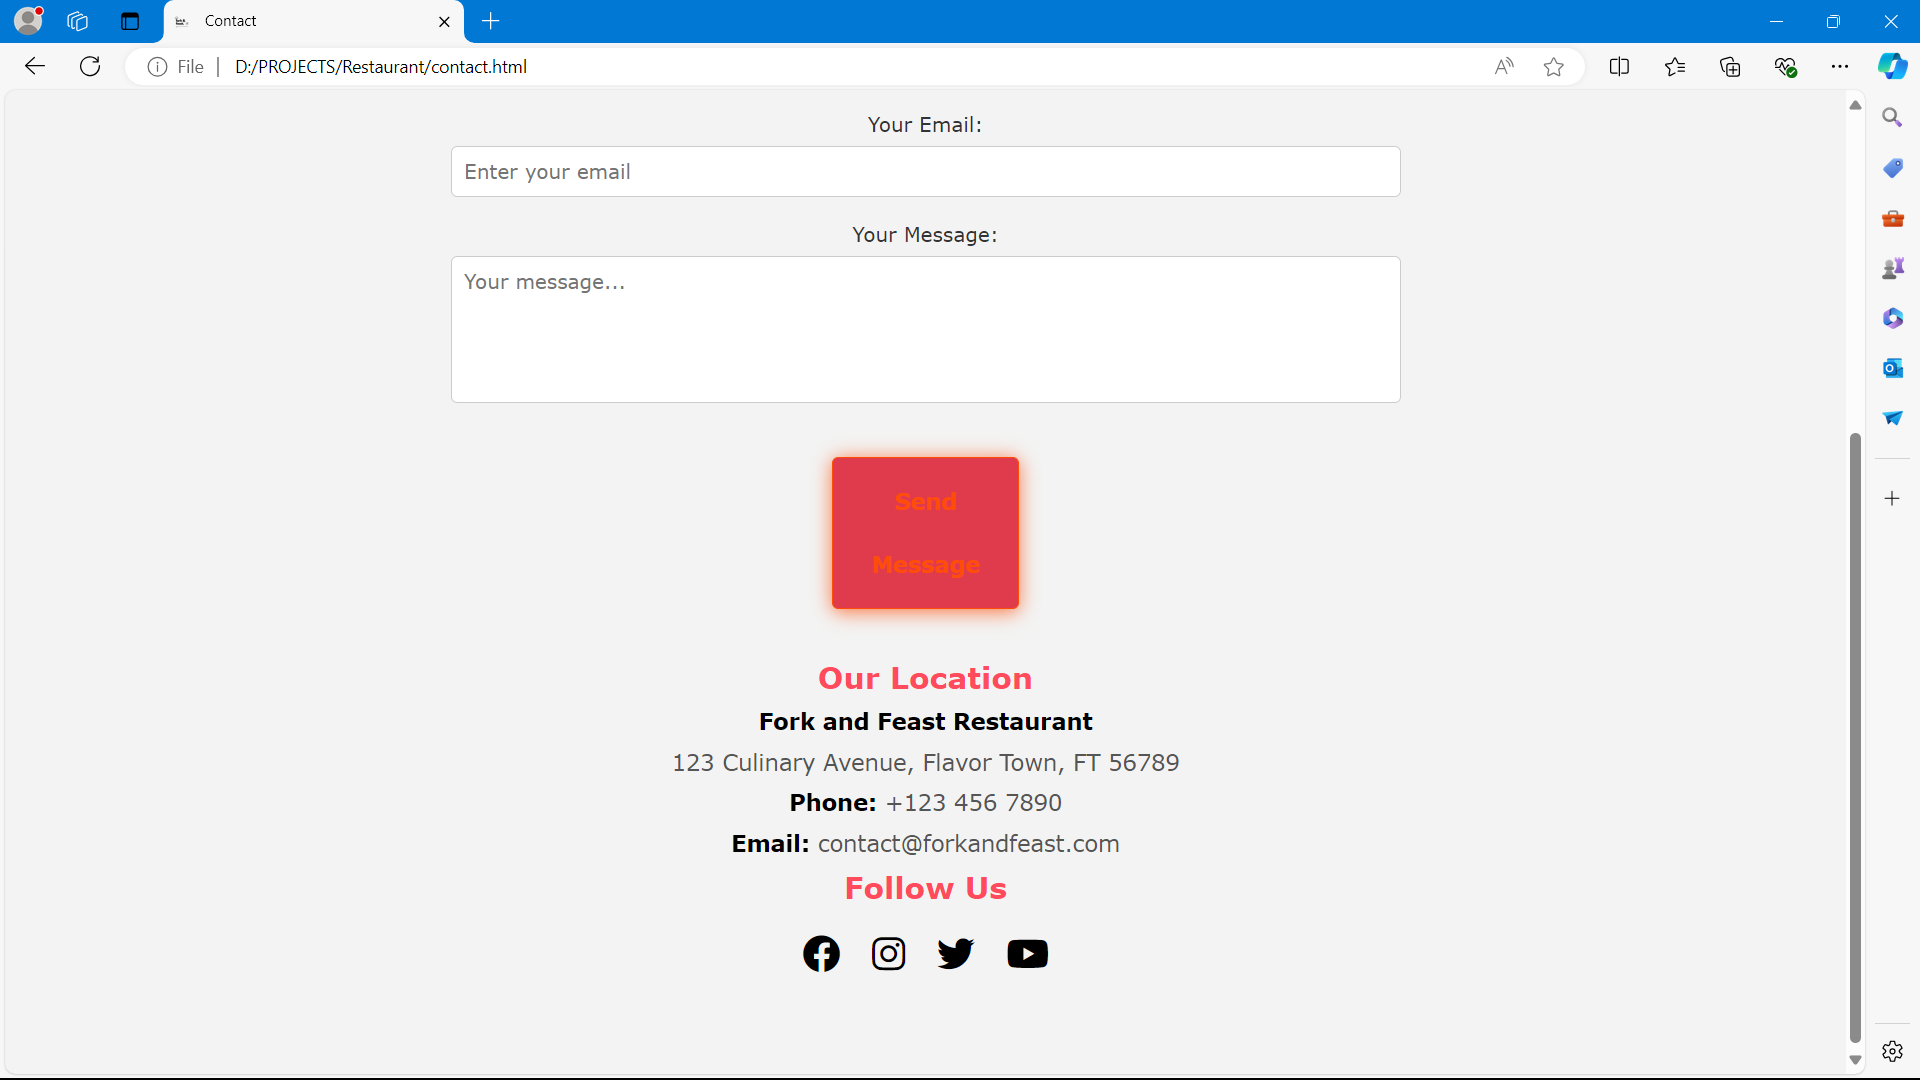 Contact
File
D:/PROJECTS/Restaurant/contact.html
Your Email:
Enter your email
Your Message:
Your message...
Send
Message
Our Location
Fork and Feast Restaurant
123 Culinary Avenue, Flavor Town, FT 56789
Phone: +123 456 7890
Email: contact@forkandfeast.com
Follow Us